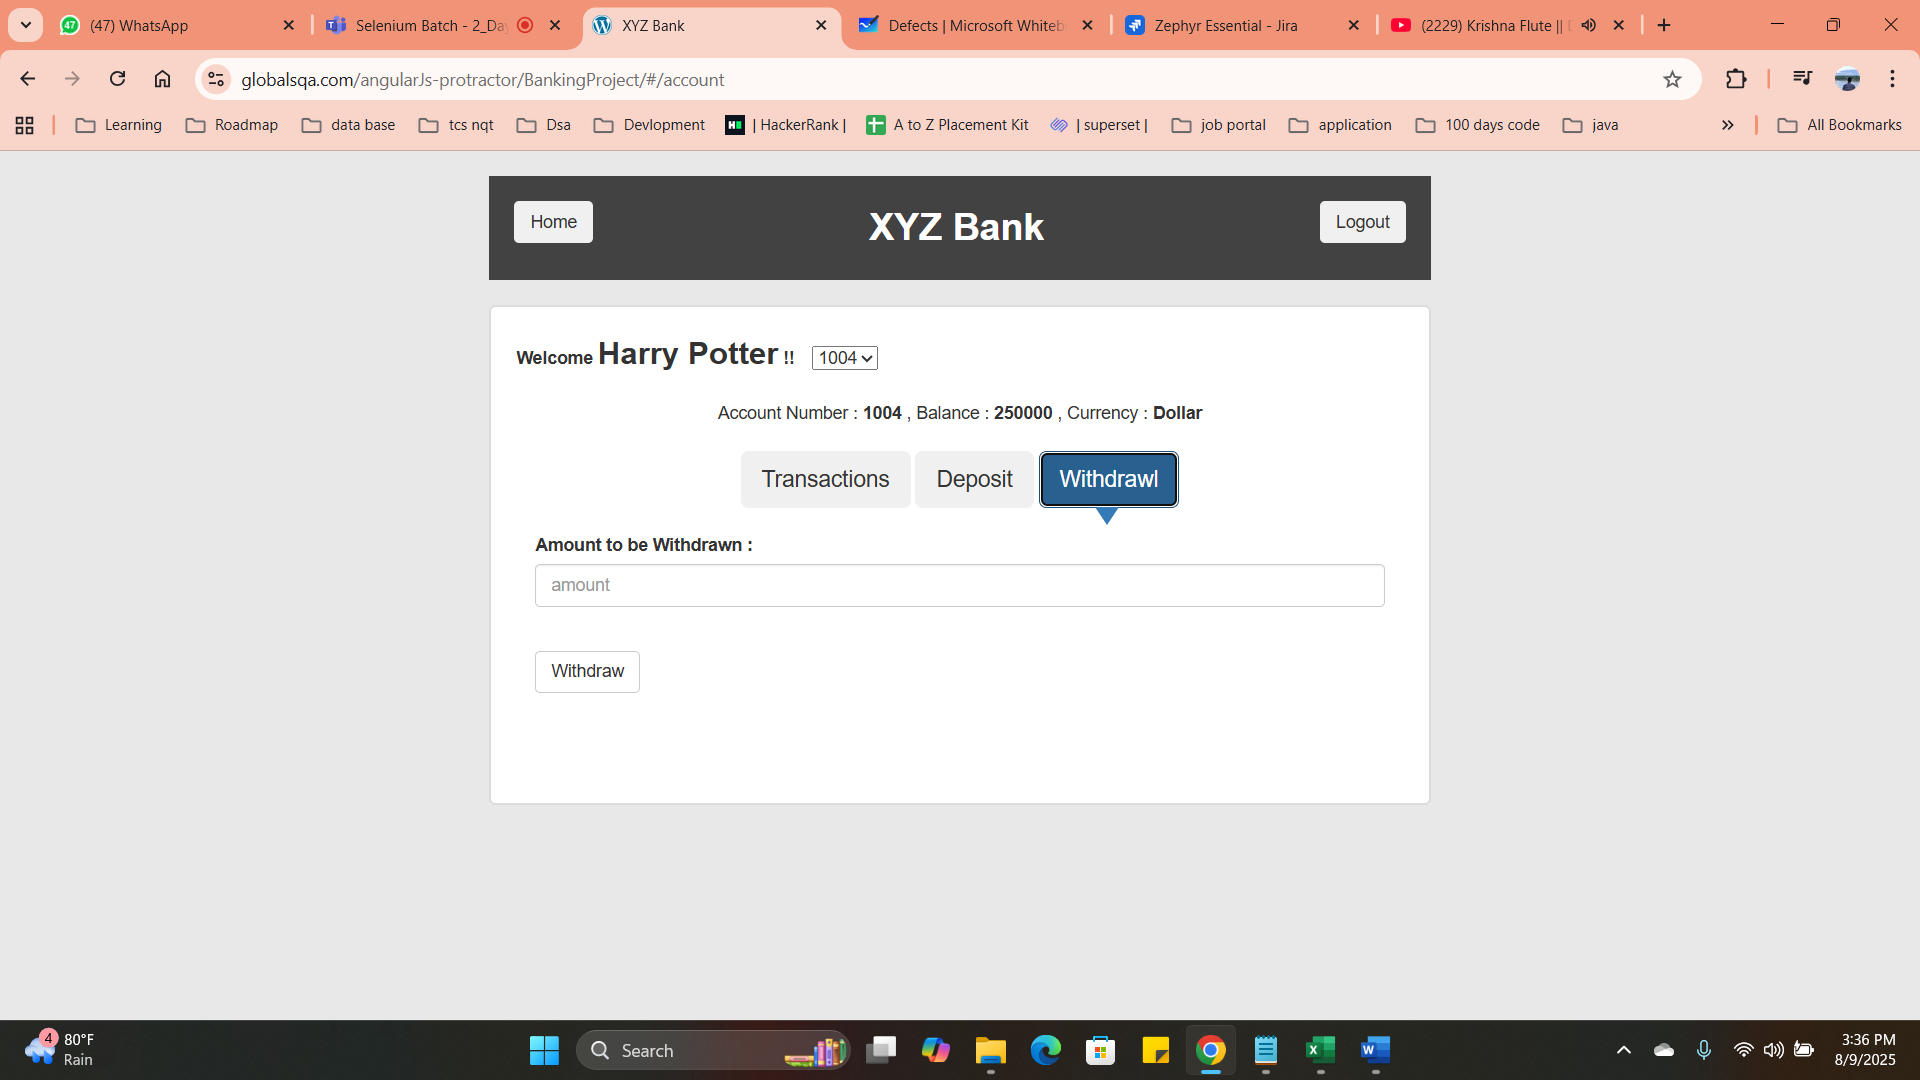 (47) WhatsApp
Selenium Batch - 2_Da
XYZ Bank
Defects | Microsoft Whiteb
Zephyr Essential - Jira
(2229) Krishna Flute ||
globalsqa.com/angularJs-protractor/BankingProject/#/account
Learning
Roadmap
data base
tcs nqt
Dsa
Devlopment
| HackerRank |
A to Z Placement Kit
| superset |
job portal
application
100 days code
java
All Bookmarks
Home
XYZ Bank
Logout
Welcome Harry Potter !! 1004
Account Number : 1004 , Balance : 250000 , Currency : Dollar
Transactions
Deposit
Withdrawl
Amount to be Withdrawn :
amount
Withdraw
4
80°F
Rain
Search
3:36 PM
8/9/2025